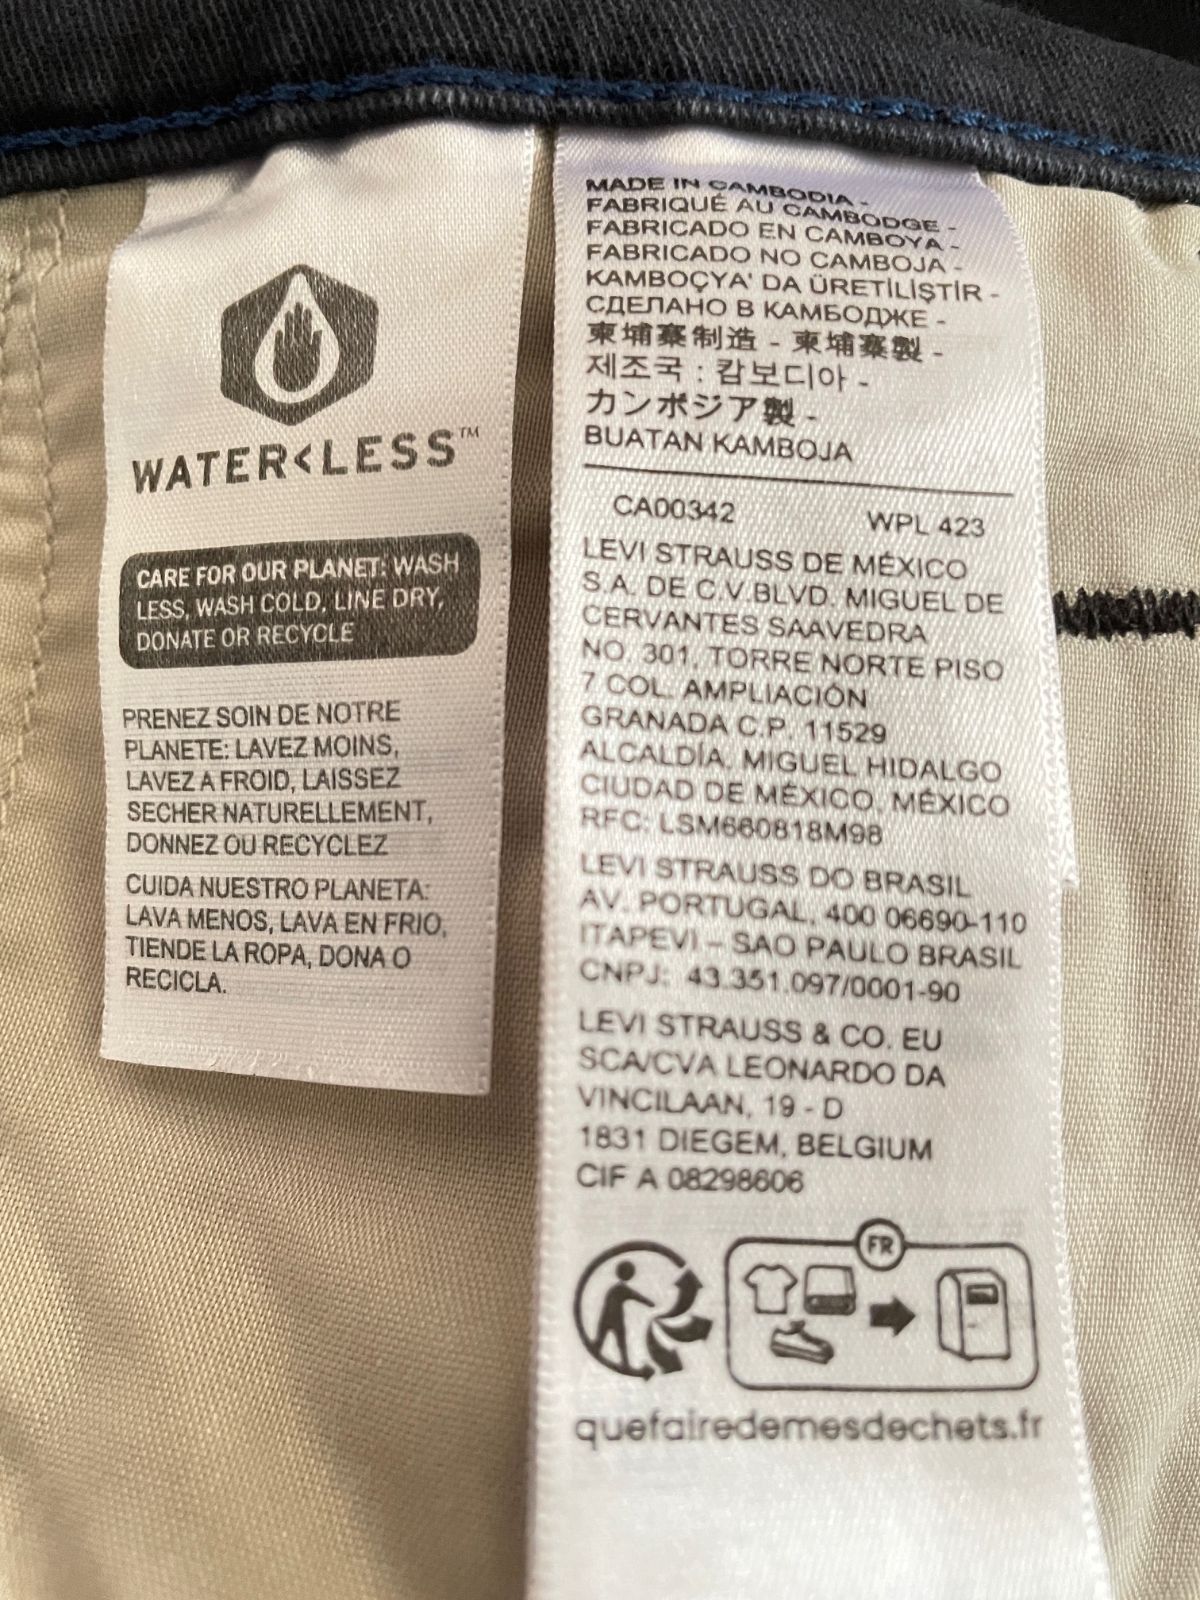 WATER<LESS™
CARE FOR OUR PLANET: WASH
LESS, WASH COLD, LINE DRY,
DONATE OR RECYCLE
PRENEZ SOIN DE NOTRE
PLANETE: LAVEZ MOINS,
LAVEZ A FROID, LAISSEZ
SECHER NATURELLEMENT,
DONNEZ OU RECYCLEZ
CUIDA NUESTRO PLANETA:
LAVA MENOS, LAVA EN FRIO,
TIENDE LA ROPA, DONA O
RECICLA.
MADE IN CAMBODIA -
FABRIQUÉ AU CAMBODGE -
FABRICADO EN CAMBOYA -
FABRICADO NO CAMBOJA -
KAMBOÇYA' DA ÜRETİLİŞTİR -
СДЕЛАНО В КАМБОДЖЕ -
柬埔寨制造 - 柬埔寨製 -
제조국 : 캄보디아 -
カンボジア製 -
BUATAN KAMBOJA
CA00342 WPL 423
LEVI STRAUSS DE MÉXICO
S.A. DE C.V.BLVD. MIGUEL DE
CERVANTES SAAVEDRA
NO. 301, TORRE NORTE PISO
7 COL. AMPLIACIÓN
GRANADA C.P. 11529
ALCALDÍA. MIGUEL HIDALGO
CIUDAD DE MÉXICO, MÉXICO
RFC: LSM660818M98
LEVI STRAUSS DO BRASIL
AV. PORTUGAL, 400 06690-110
ITAPEVI – SAO PAULO BRASIL
CNPJ: 43.351.097/0001-90
LEVI STRAUSS & CO. EU
SCA/CVA LEONARDO DA
VINCILAAN, 19 - D
1831 DIEGEM, BELGIUM
CIF A 08298606
FR
quefairedemesdechets.fr